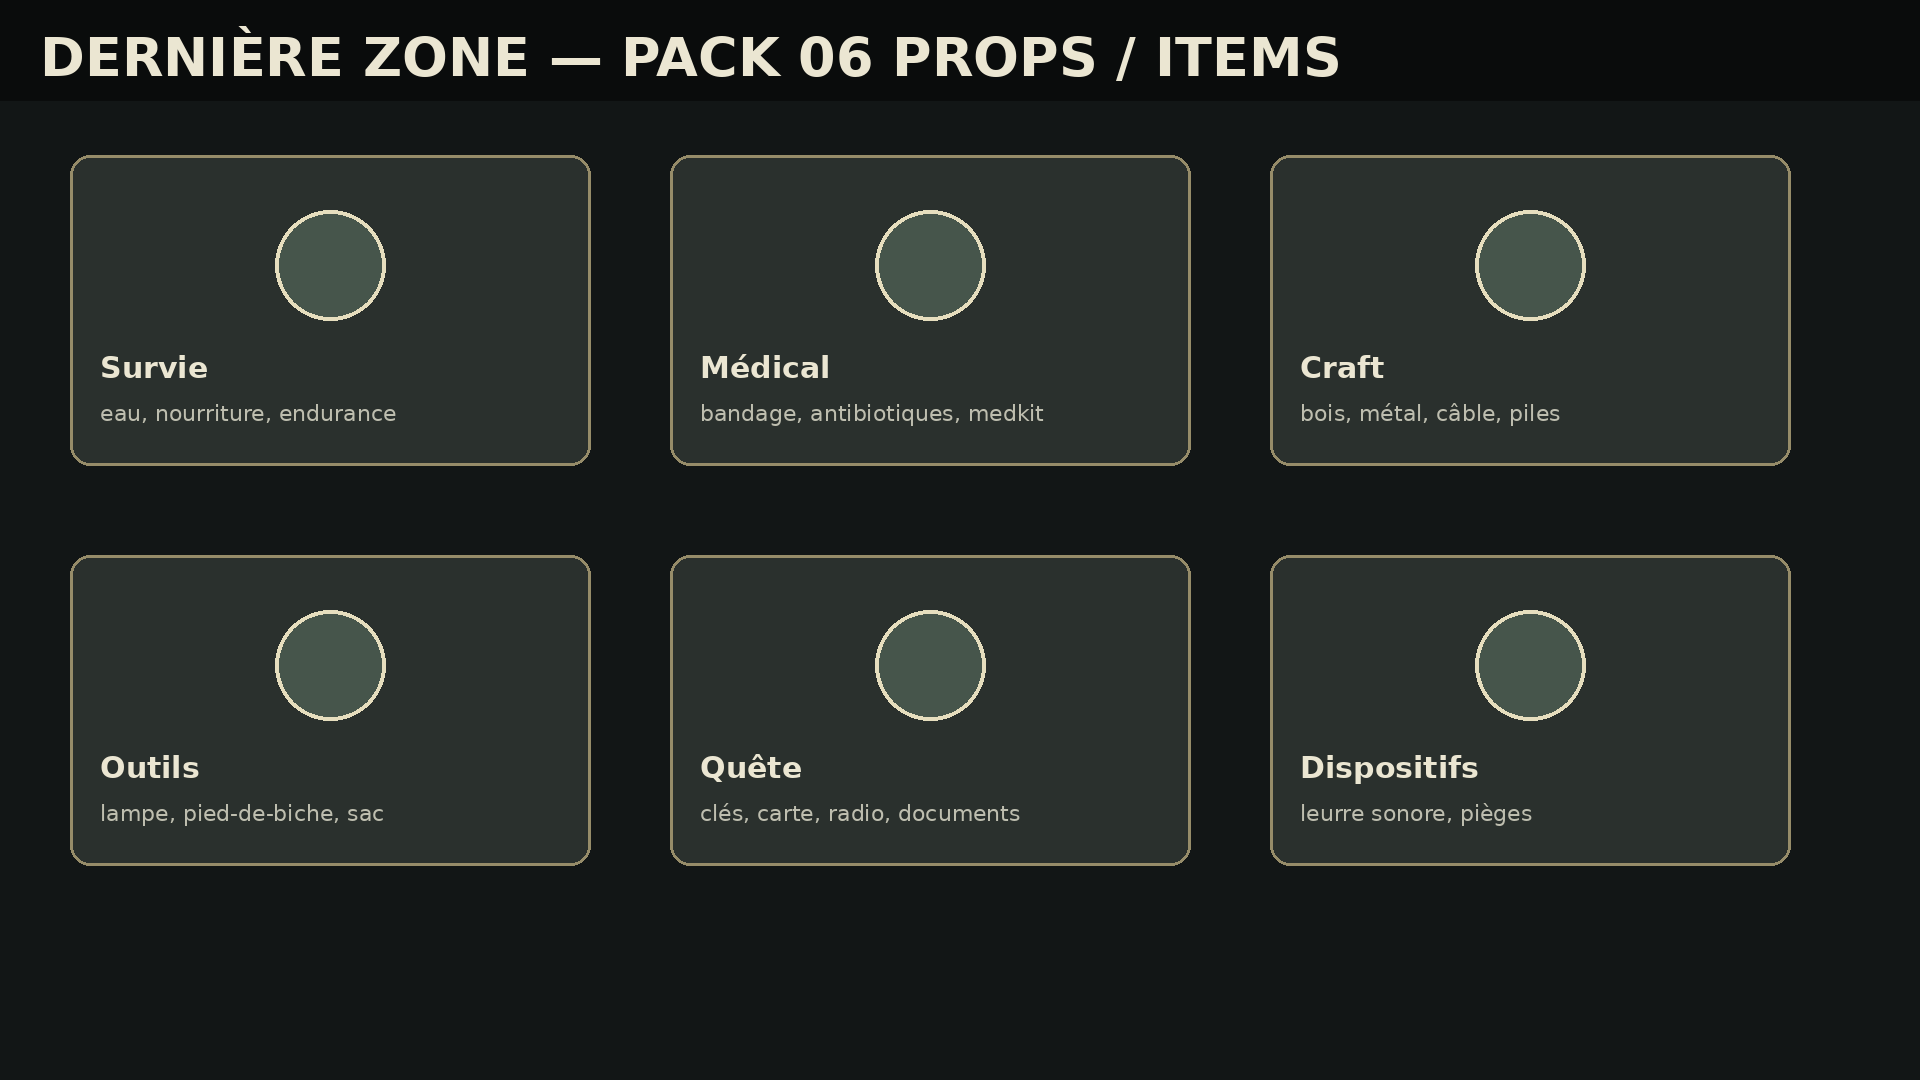 DERNIÈRE ZONE — PACK 06 PROPS / ITEMS
Survie
eau, nourriture, endurance
Médical
bandage, antibiotiques, medkit
Craft
bois, métal, câble, piles
Outils
lampe, pied-de-biche, sac
Quête
clés, carte, radio, documents
Dispositifs
leurre sonore, pièges